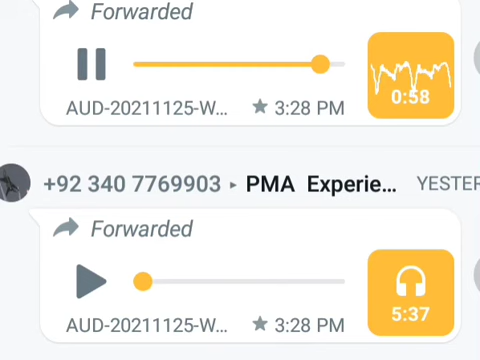 Forwarded
0:58
AUD-20211125-W... ★ 3:28 PM
+92 340 7769903 ▸ PMA Experie... YESTER
Forwarded
5:37
AUD-20211125-W... ★ 3:28 PM